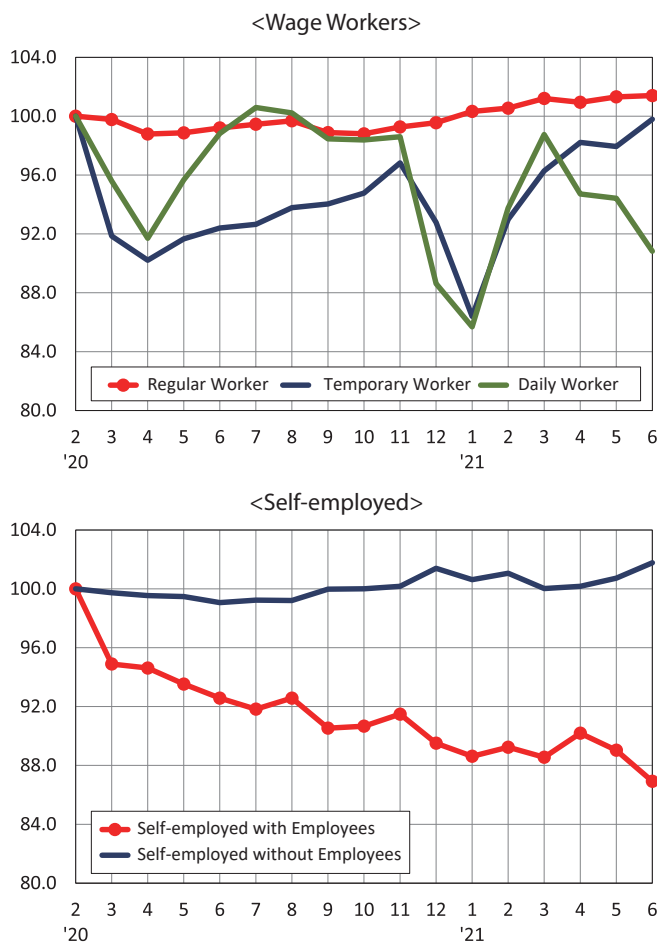 <Wage Workers>
104.0
100.0
96.0
92.0
88.0
84.0
80.0
Regular Worker Temporary Worker Daily Worker
2 3 4 5 6 7 8 9 10 11 12 1 2 3 4 5 6
'20 '21
<Self-employed>
104.0
100.0
96.0
92.0
88.0
84.0
80.0
Self-employed with Employees
Self-employed without Employees
2 3 4 5 6 7 8 9 10 11 12 1 2 3 4 5 6
'20 '21